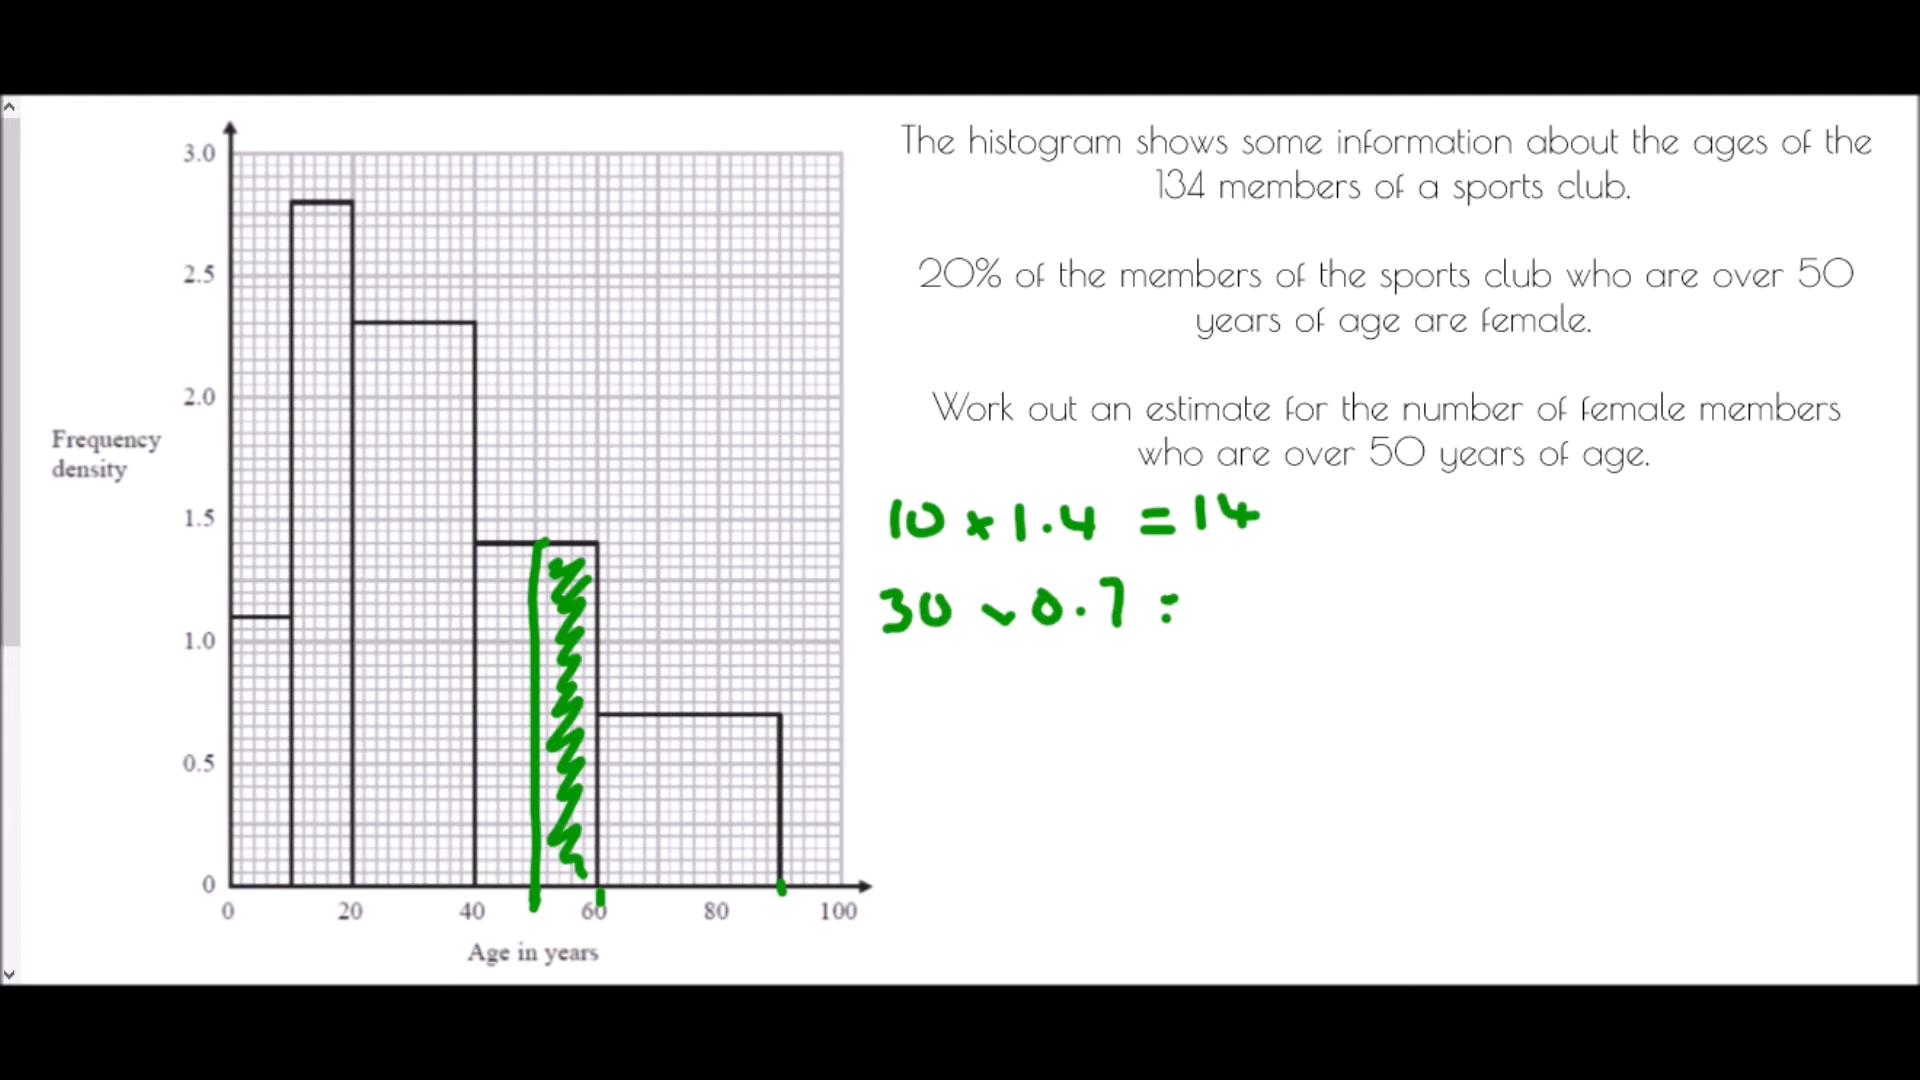 3.0
2.5
2.0
1.5
1.0
0.5
0
Frequency
density
0 20 40 60 80 100
Age in years
The histogram shows some information about the ages of the
134 members of a sports club.
20% of the members of the sports club who are over 50
years of age are female.
Work out an estimate for the number of female members
who are over 50 years of age.
10 × 1.4 = 14
30 × 0.7 =